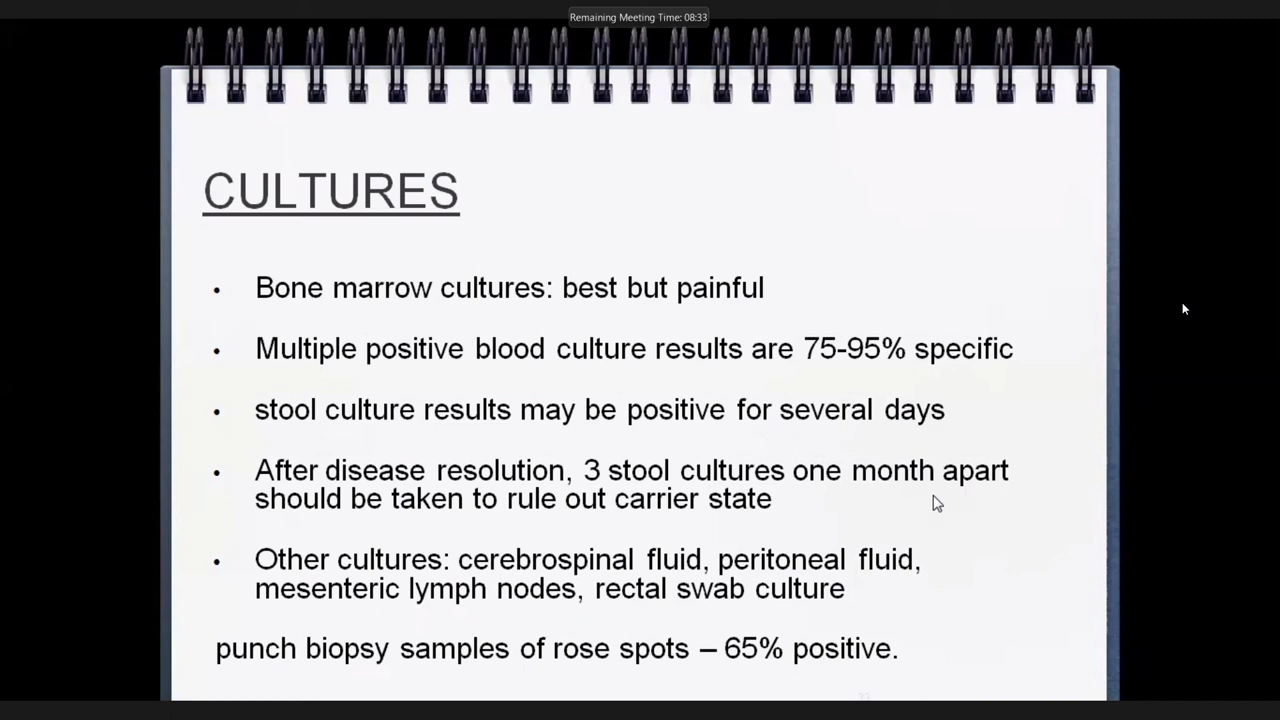 Remaining Meeting Time: 08:33
CULTURES
• Bone marrow cultures: best but painful
• Multiple positive blood culture results are 75-95% specific
• stool culture results may be positive for several days
• After disease resolution, 3 stool cultures one month apart
should be taken to rule out carrier state
• Other cultures: cerebrospinal fluid, peritoneal fluid,
mesenteric lymph nodes, rectal swab culture
punch biopsy samples of rose spots – 65% positive.